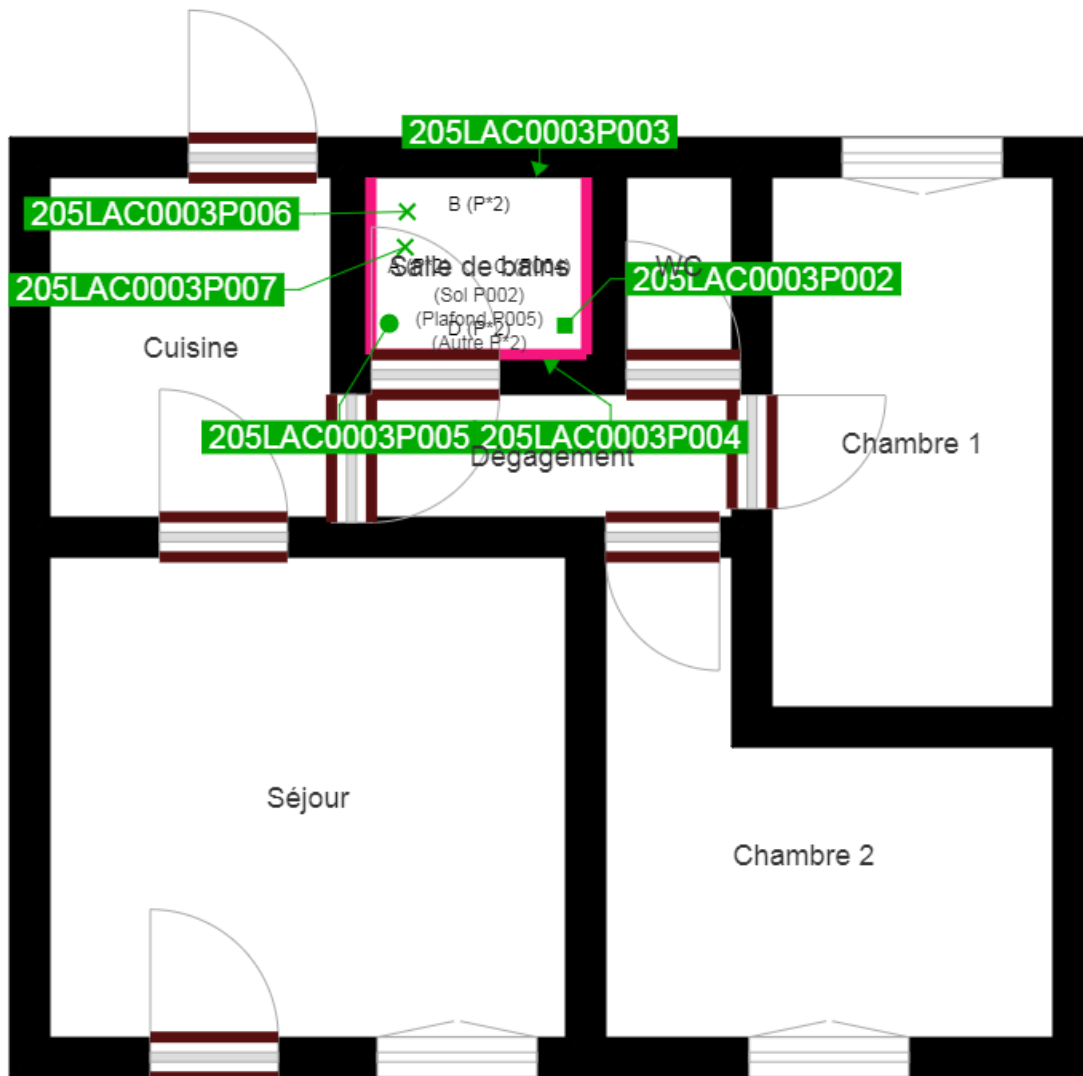 205LAC0003P003
205LAC0003P006
B (P*2)
Salle de bains
WC
205LAC0003P002
205LAC0003P007
(Sol P002)
(Plafond P005)
D (P*2)
(Autre P*2)
Cuisine
205LAC0003P005
205LAC0003P004
Dégagement
Chambre 1
Séjour
Chambre 2